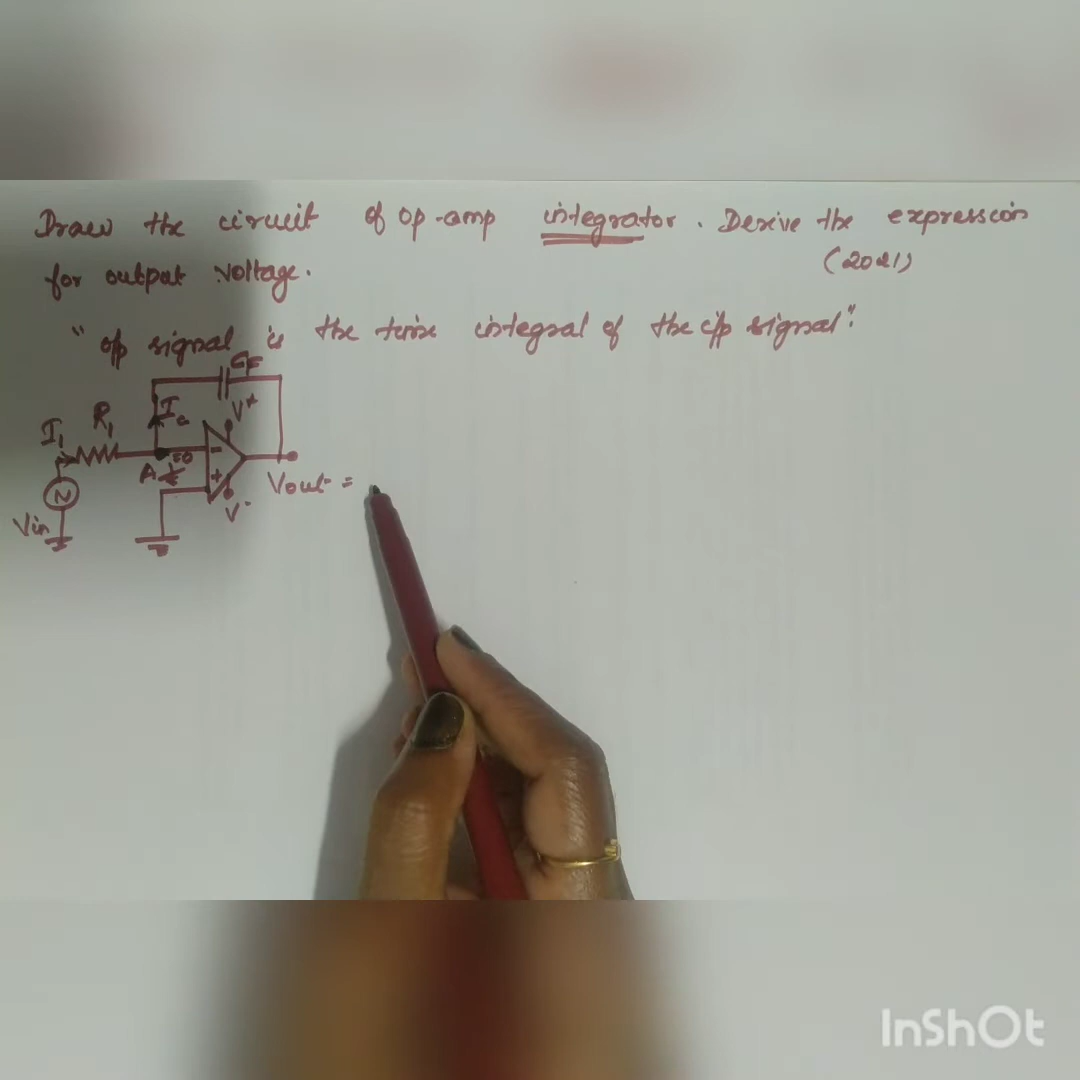 Draw the circuit of op-amp integrator. Derive the expression
for output voltage.
(2021)
"o/p signal is the time integral of the i/p signal".
CF
V+
R1
Ic
I1
=0
A
-
+
Vout =
Vin
V-
InShOt